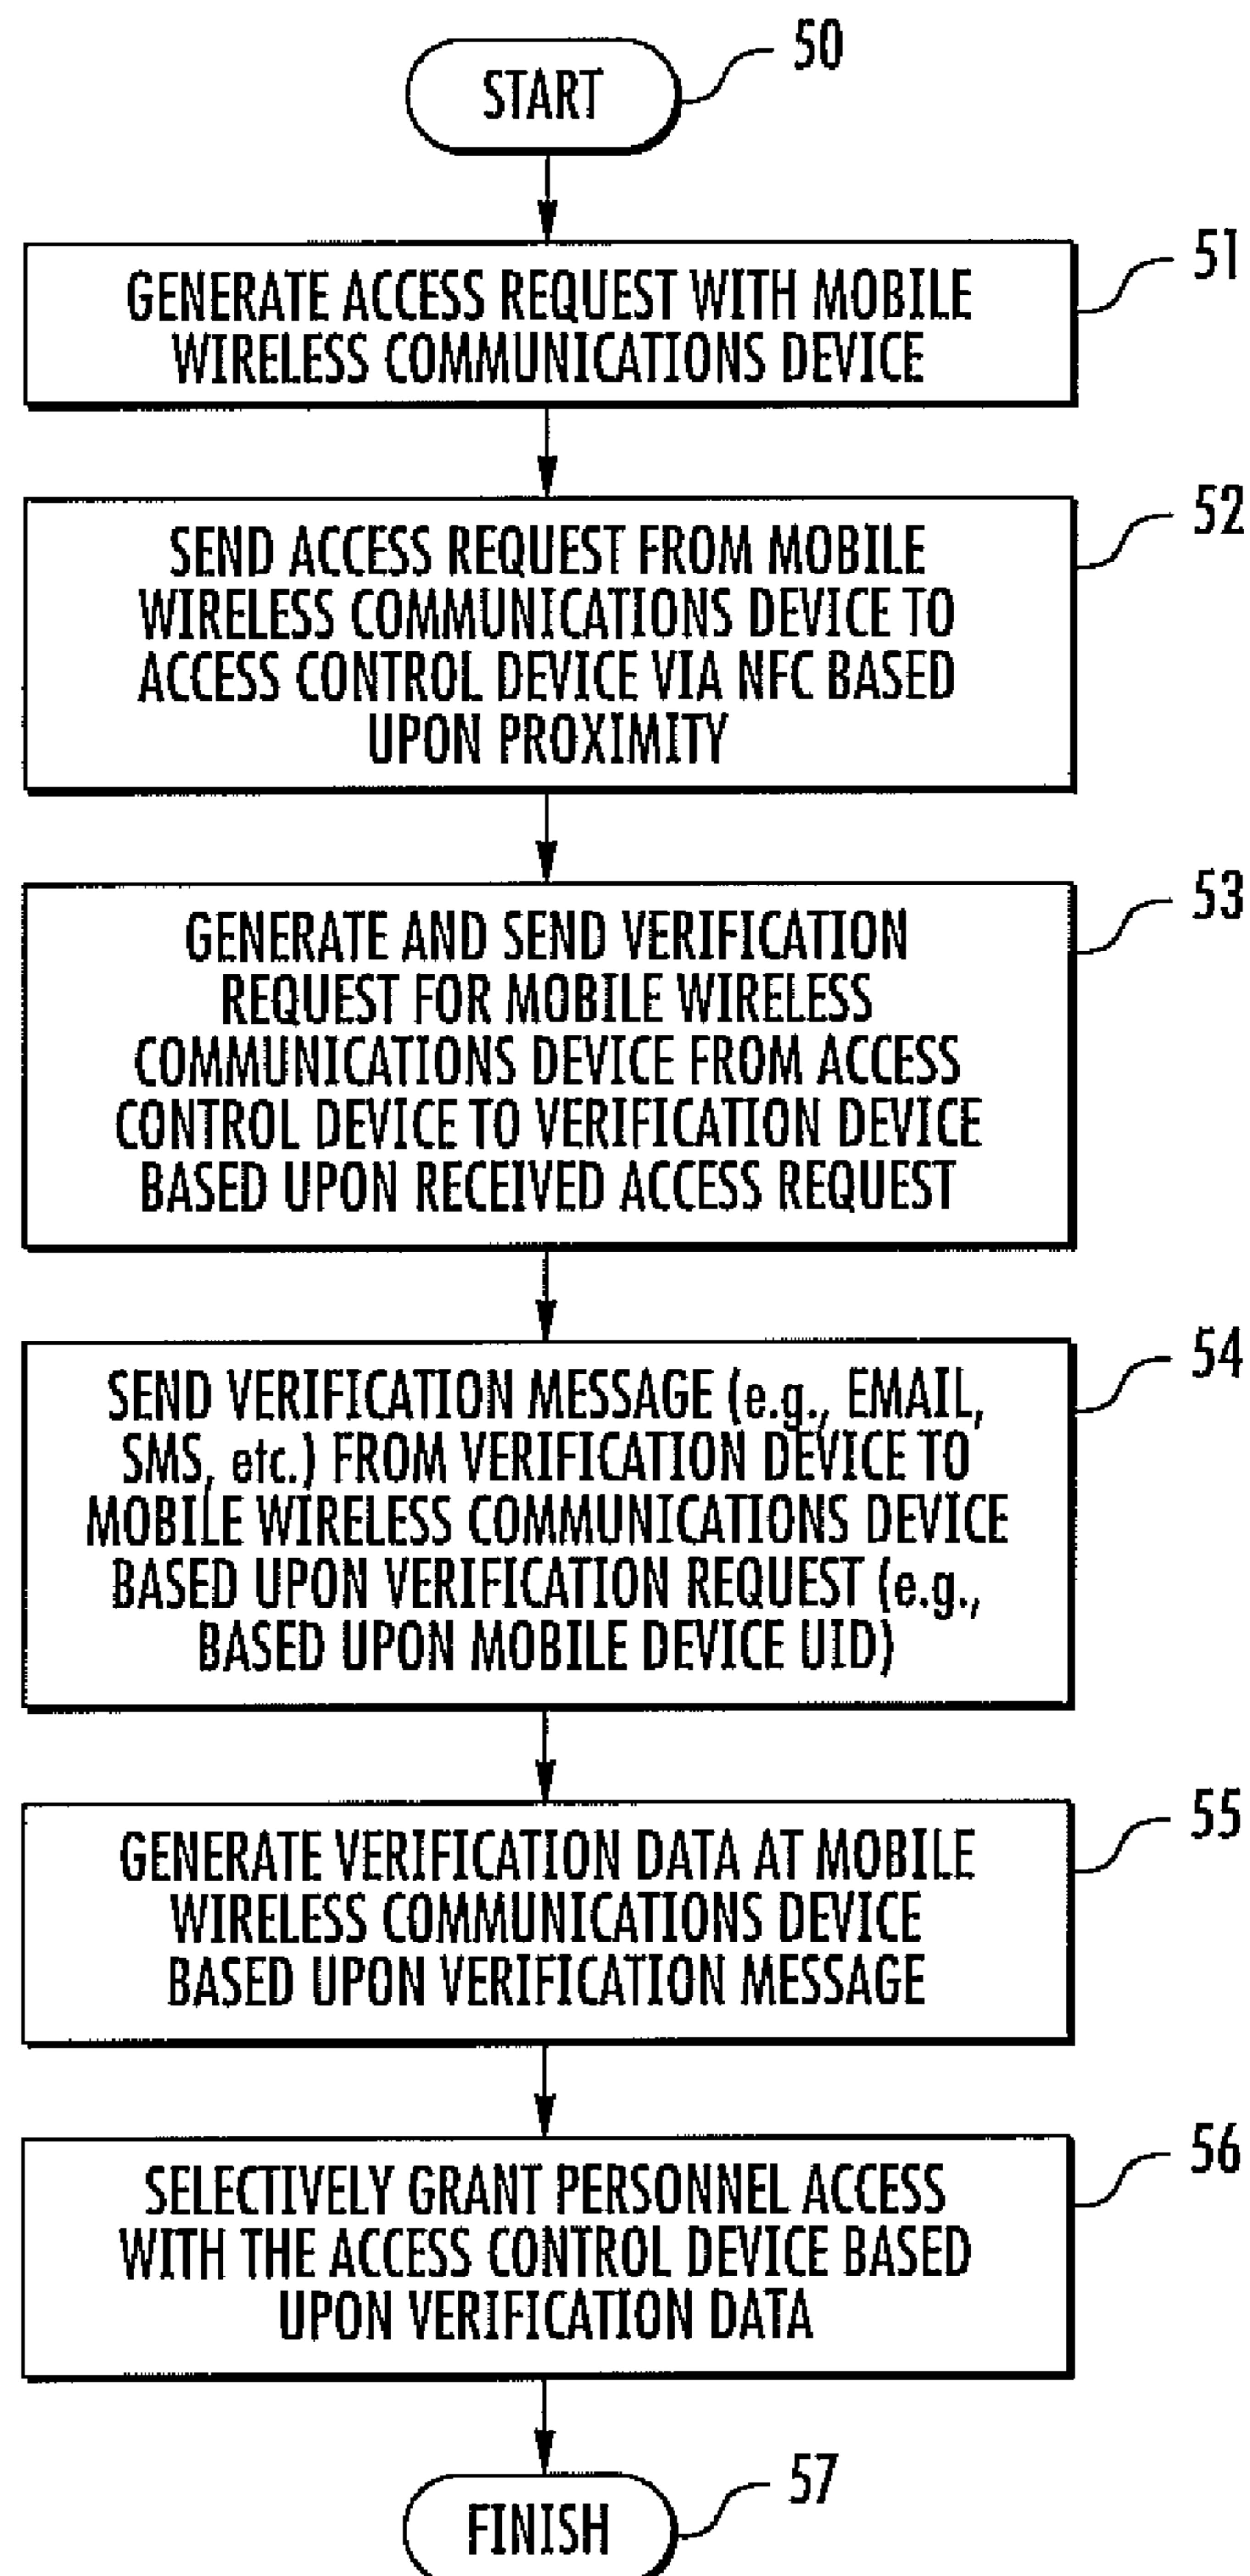 START
50
51
GENERATE ACCESS REQUEST WITH MOBILE
WIRELESS COMMUNICATIONS DEVICE
52
SEND ACCESS REQUEST FROM MOBILE
WIRELESS COMMUNICATIONS DEVICE TO
ACCESS CONTROL DEVICE VIA NFC BASED
UPON PROXIMITY
53
GENERATE AND SEND VERIFICATION
REQUEST FOR MOBILE WIRELESS
COMMUNICATIONS DEVICE FROM ACCESS
CONTROL DEVICE TO VERIFICATION DEVICE
BASED UPON RECEIVED ACCESS REQUEST
54
SEND VERIFICATION MESSAGE (e.g., EMAIL,
SMS, etc.) FROM VERIFICATION DEVICE TO
MOBILE WIRELESS COMMUNICATIONS DEVICE
BASED UPON VERIFICATION REQUEST (e.g.,
BASED UPON MOBILE DEVICE UID)
55
GENERATE VERIFICATION DATA AT MOBILE
WIRELESS COMMUNICATIONS DEVICE
BASED UPON VERIFICATION MESSAGE
56
SELECTIVELY GRANT PERSONNEL ACCESS
WITH THE ACCESS CONTROL DEVICE BASED
UPON VERIFICATION DATA
57
FINISH